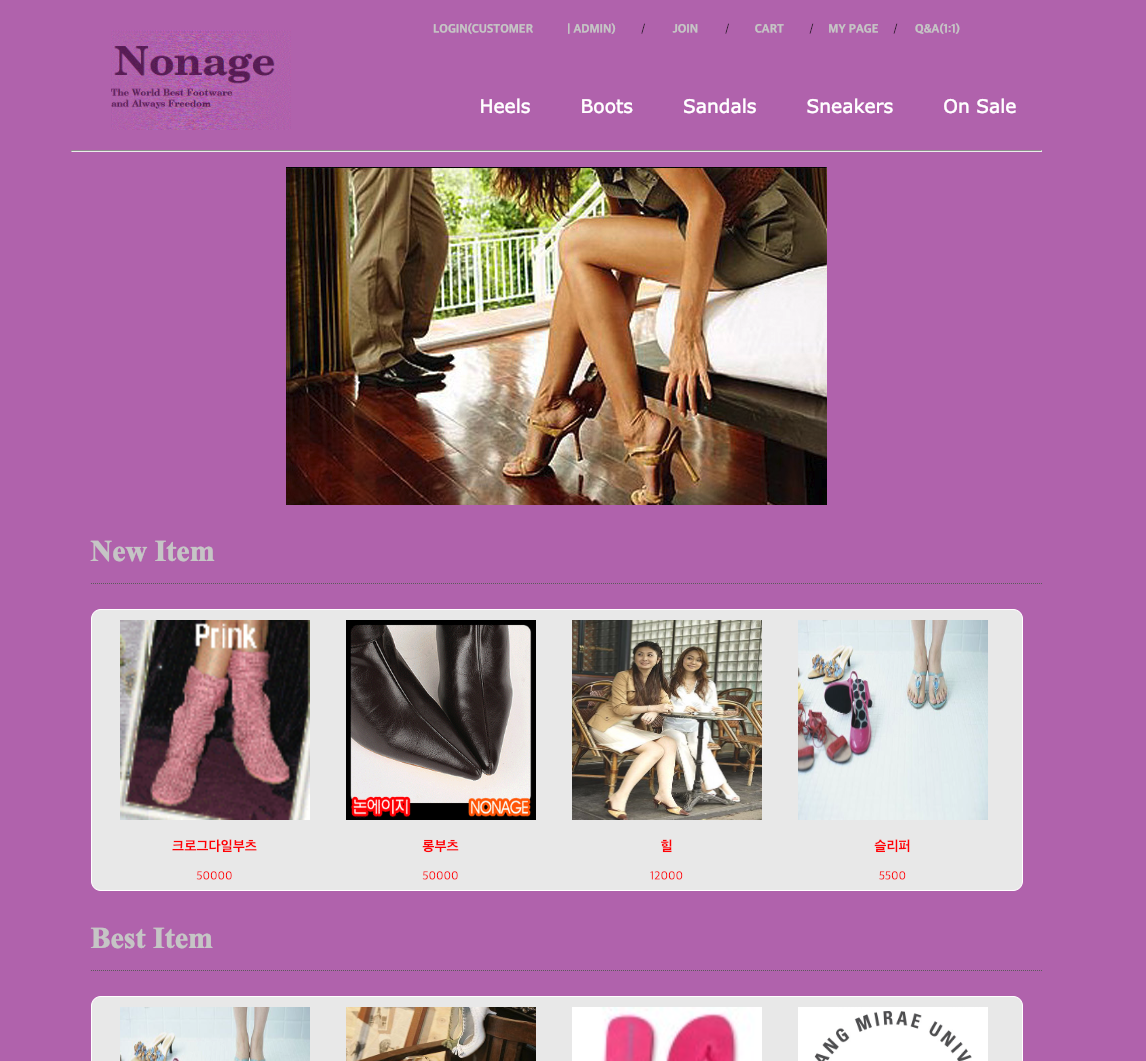 LOGIN(CUSTOMER | ADMIN) / JOIN / CART / MY PAGE / Q&A(1:1)
Nonage
The World Best Footware
and Always Freedom
Heels Boots Sandals Sneakers On Sale
New Item
Prink
논에이지 NONAGE
크로그다일부츠 롱부츠 힐 슬리퍼
50000 50000 12000 5500
Best Item
ANG MIRAE UNIV